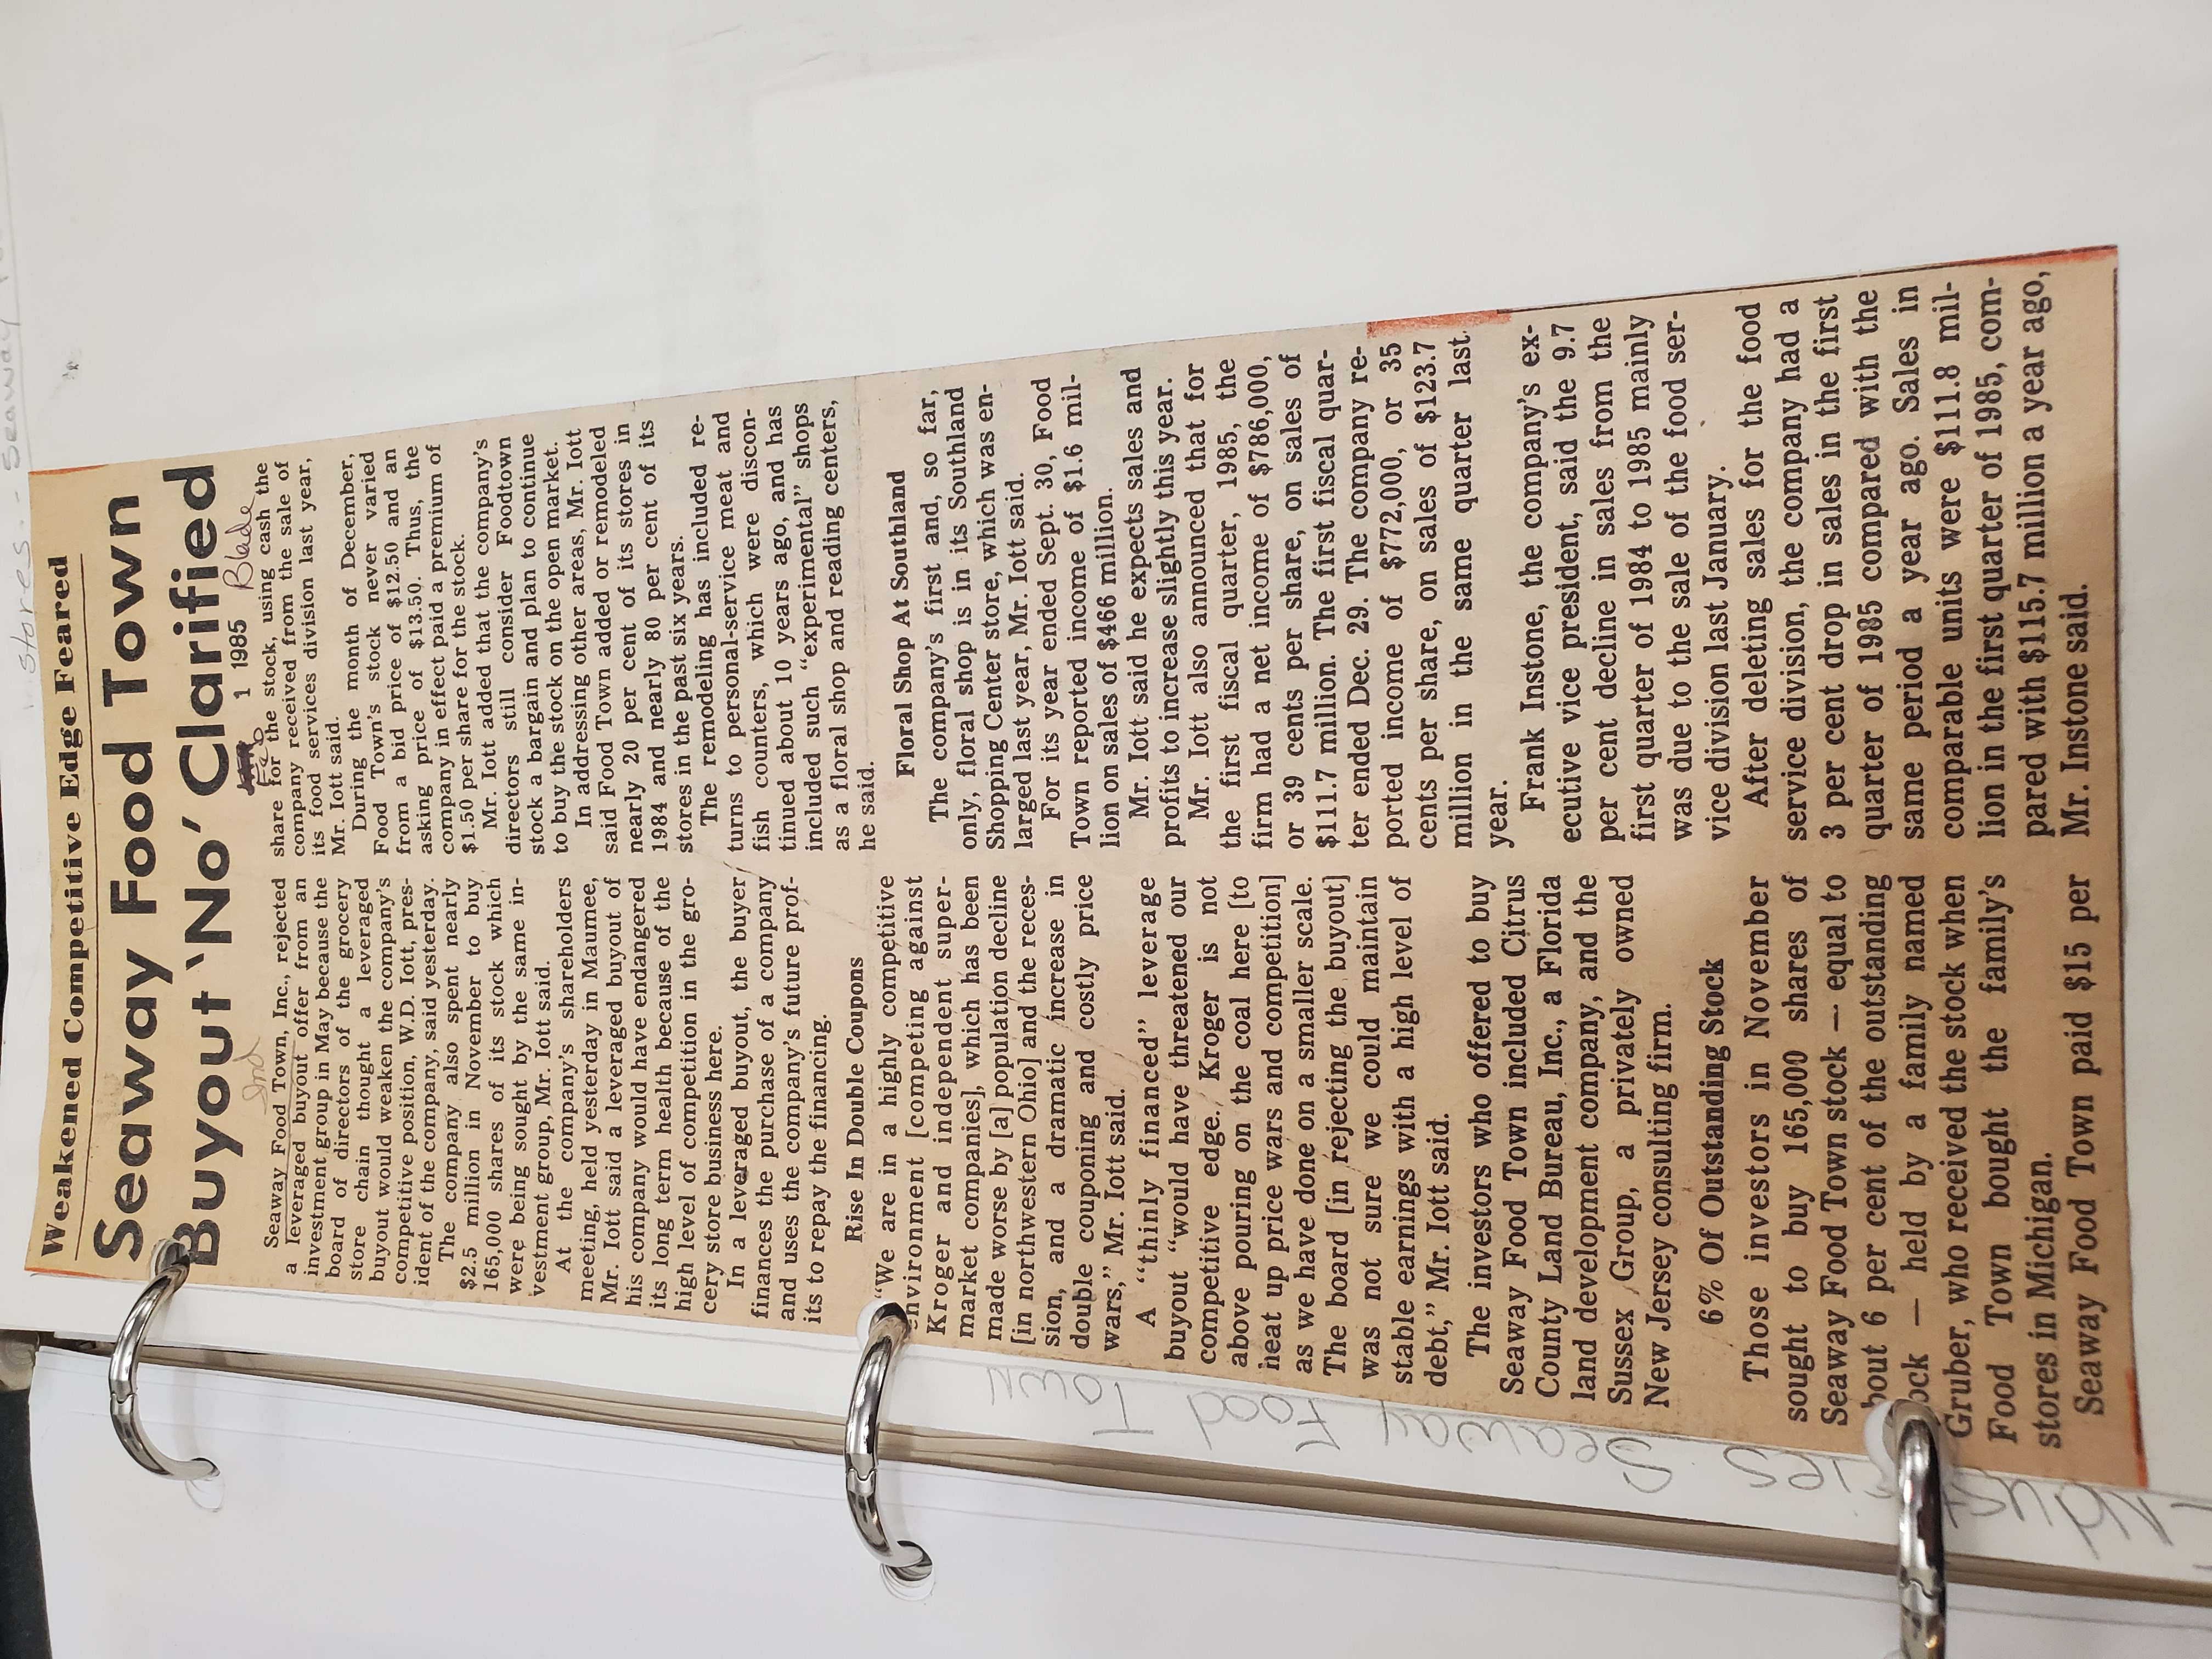 Stores - Seaway
Weakened Competitive Edge Feared
Seaway Food Town
Buyout 'No' Clarified
Ind
Feb 1 1985 Blade
Seaway Food Town, Inc., rejected
a leveraged buyout offer from an
investment group in May because the
board of directors of the grocery
store chain thought a leveraged
buyout would weaken the company's
competitive position, W.D. Iott, pres-
ident of the company, said yesterday.
The company also spent nearly
$2.5 million in November to buy
165,000 shares of its stock which
were being sought by the same in-
vestment group, Mr. Iott said.
At the company's shareholders
meeting, held yesterday in Maumee,
Mr. Iott said a leveraged buyout of
his company would have endangered
its long term health because of the
high level of competition in the gro-
cery store business here.
In a leveraged buyout, the buyer
finances the purchase of a company
and uses the company's future prof-
its to repay the financing.
Rise In Double Coupons
"We are in a highly competitive
environment [competing against
Kroger and independent super-
market companies], which has been
made worse by [a] population decline
[in northwestern Ohio] and the reces-
sion, and a dramatic increase in
double couponing and costly price
wars," Mr. Iott said.
A "thinly financed" leverage
buyout "would have threatened our
competitive edge. Kroger is not
above pouring on the coal here [to
heat up price wars and competition]
as we have done on a smaller scale.
The board [in rejecting the buyout]
was not sure we could maintain
stable earnings with a high level of
debt," Mr. Iott said.
The investors who offered to buy
Seaway Food Town included Citrus
County Land Bureau, Inc., a Florida
land development company, and the
Sussex Group, a privately owned
New Jersey consulting firm.
6% Of Outstanding Stock
Those investors in November
sought to buy 165,000 shares of
Seaway Food Town stock — equal to
bout 6 per cent of the outstanding
ock — held by a family named
Gruber, who received the stock when
Food Town bought the family's
stores in Michigan.
Seaway Food Town paid $15 per
share for the stock, using cash the
company received from the sale of
its food services division last year,
Mr. Iott said.
During the month of December,
Food Town's stock never varied
from a bid price of $12.50 and an
asking price of $13.50. Thus, the
company in effect paid a premium of
$1.50 per share for the stock.
Mr. Iott added that the company's
directors still consider Foodtown
stock a bargain and plan to continue
to buy the stock on the open market.
In addressing other areas, Mr. Iott
said Food Town added or remodeled
nearly 20 per cent of its stores in
1984 and nearly 80 per cent of its
stores in the past six years.
The remodeling has included re-
turns to personal-service meat and
fish counters, which were discon-
tinued about 10 years ago, and has
included such "experimental" shops
as a floral shop and reading centers,
he said.
Floral Shop At Southland
The company's first and, so far,
only, floral shop is in its Southland
Shopping Center store, which was en-
larged last year, Mr. Iott said.
For its year ended Sept. 30, Food
Town reported income of $1.6 mil-
lion on sales of $466 million.
Mr. Iott said he expects sales and
profits to increase slightly this year.
Mr. Iott also announced that for
the first fiscal quarter, 1985, the
firm had a net income of $786,000,
or 39 cents per share, on sales of
$111.7 million. The first fiscal quar-
ter ended Dec. 29. The company re-
ported income of $772,000, or 35
cents per share, on sales of $123.7
million in the same quarter last
year.
Frank Instone, the company's ex-
ecutive vice president, said the 9.7
per cent decline in sales from the
first quarter of 1984 to 1985 mainly
was due to the sale of the food ser-
vice division last January.
After deleting sales for the food
service division, the company had a
3 per cent drop in sales in the first
quarter of 1985 compared with the
same period a year ago. Sales in
comparable units were $111.8 mil-
lion in the first quarter of 1985, com-
pared with $115.7 million a year ago,
Mr. Instone said.
Seaway Food Town